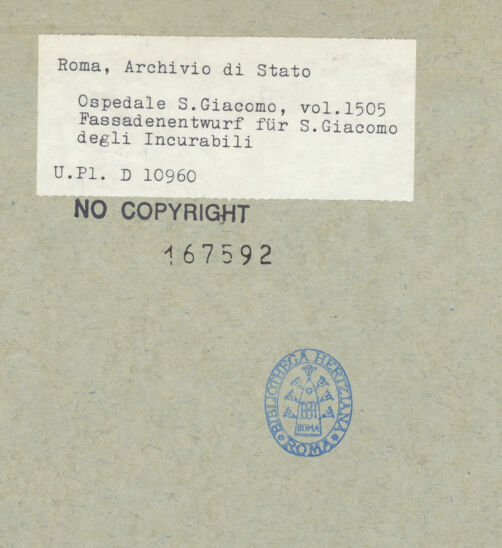 Roma, Archivio di Stato
Ospedale S.Giacomo, vol.1505
Fassadenentwurf für S.Giacomo
degli Incurabili
U.Pl. D 10960
NO COPYRIGHT
167592
BIBLIOTHECA HERTZIANA
ROMA
ROMA